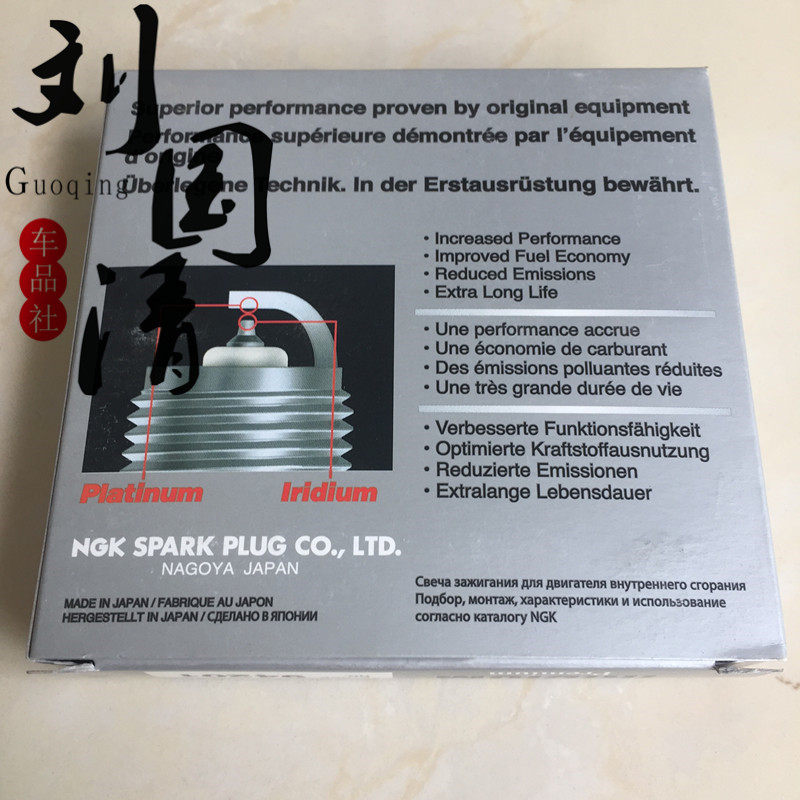 刘国清
Guoqing
车品社
Superior performance proven by original equipment
Performance supérieure démontrée par l'équipement
d'origine
Überlegene Technik. In der Erstausrüstung bewährt.
· Increased Performance
· Improved Fuel Economy
· Reduced Emissions
· Extra Long Life
· Une performance accrue
· Une économie de carburant
· Des émissions polluantes réduites
· Une très grande durée de vie
· Verbesserte Funktionsfähigkeit
· Optimierte Kraftstoffausnutzung
· Reduzierte Emissionen
· Extralange Lebensdauer
Platinum Iridium
NGK SPARK PLUG CO., LTD.
NAGOYA JAPAN
MADE IN JAPAN / FABRIQUE AU JAPON
HERGESTELLT IN JAPAN / СДЕЛАНО В ЯПОНИИ
Свеча зажигания для двигателя внутреннего сгорания
Подбор, монтаж, характеристики и использование
согласно каталогу NGK